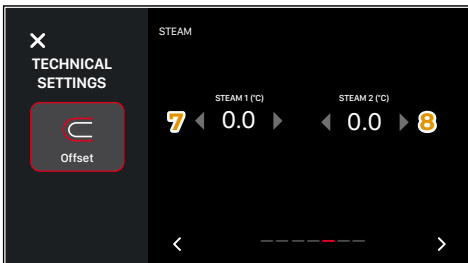 STEAM
TECHNICAL
SETTINGS
Offset
STEAM 1 (°C)
STEAM 2 (°C)
7 0.0
0.0 8